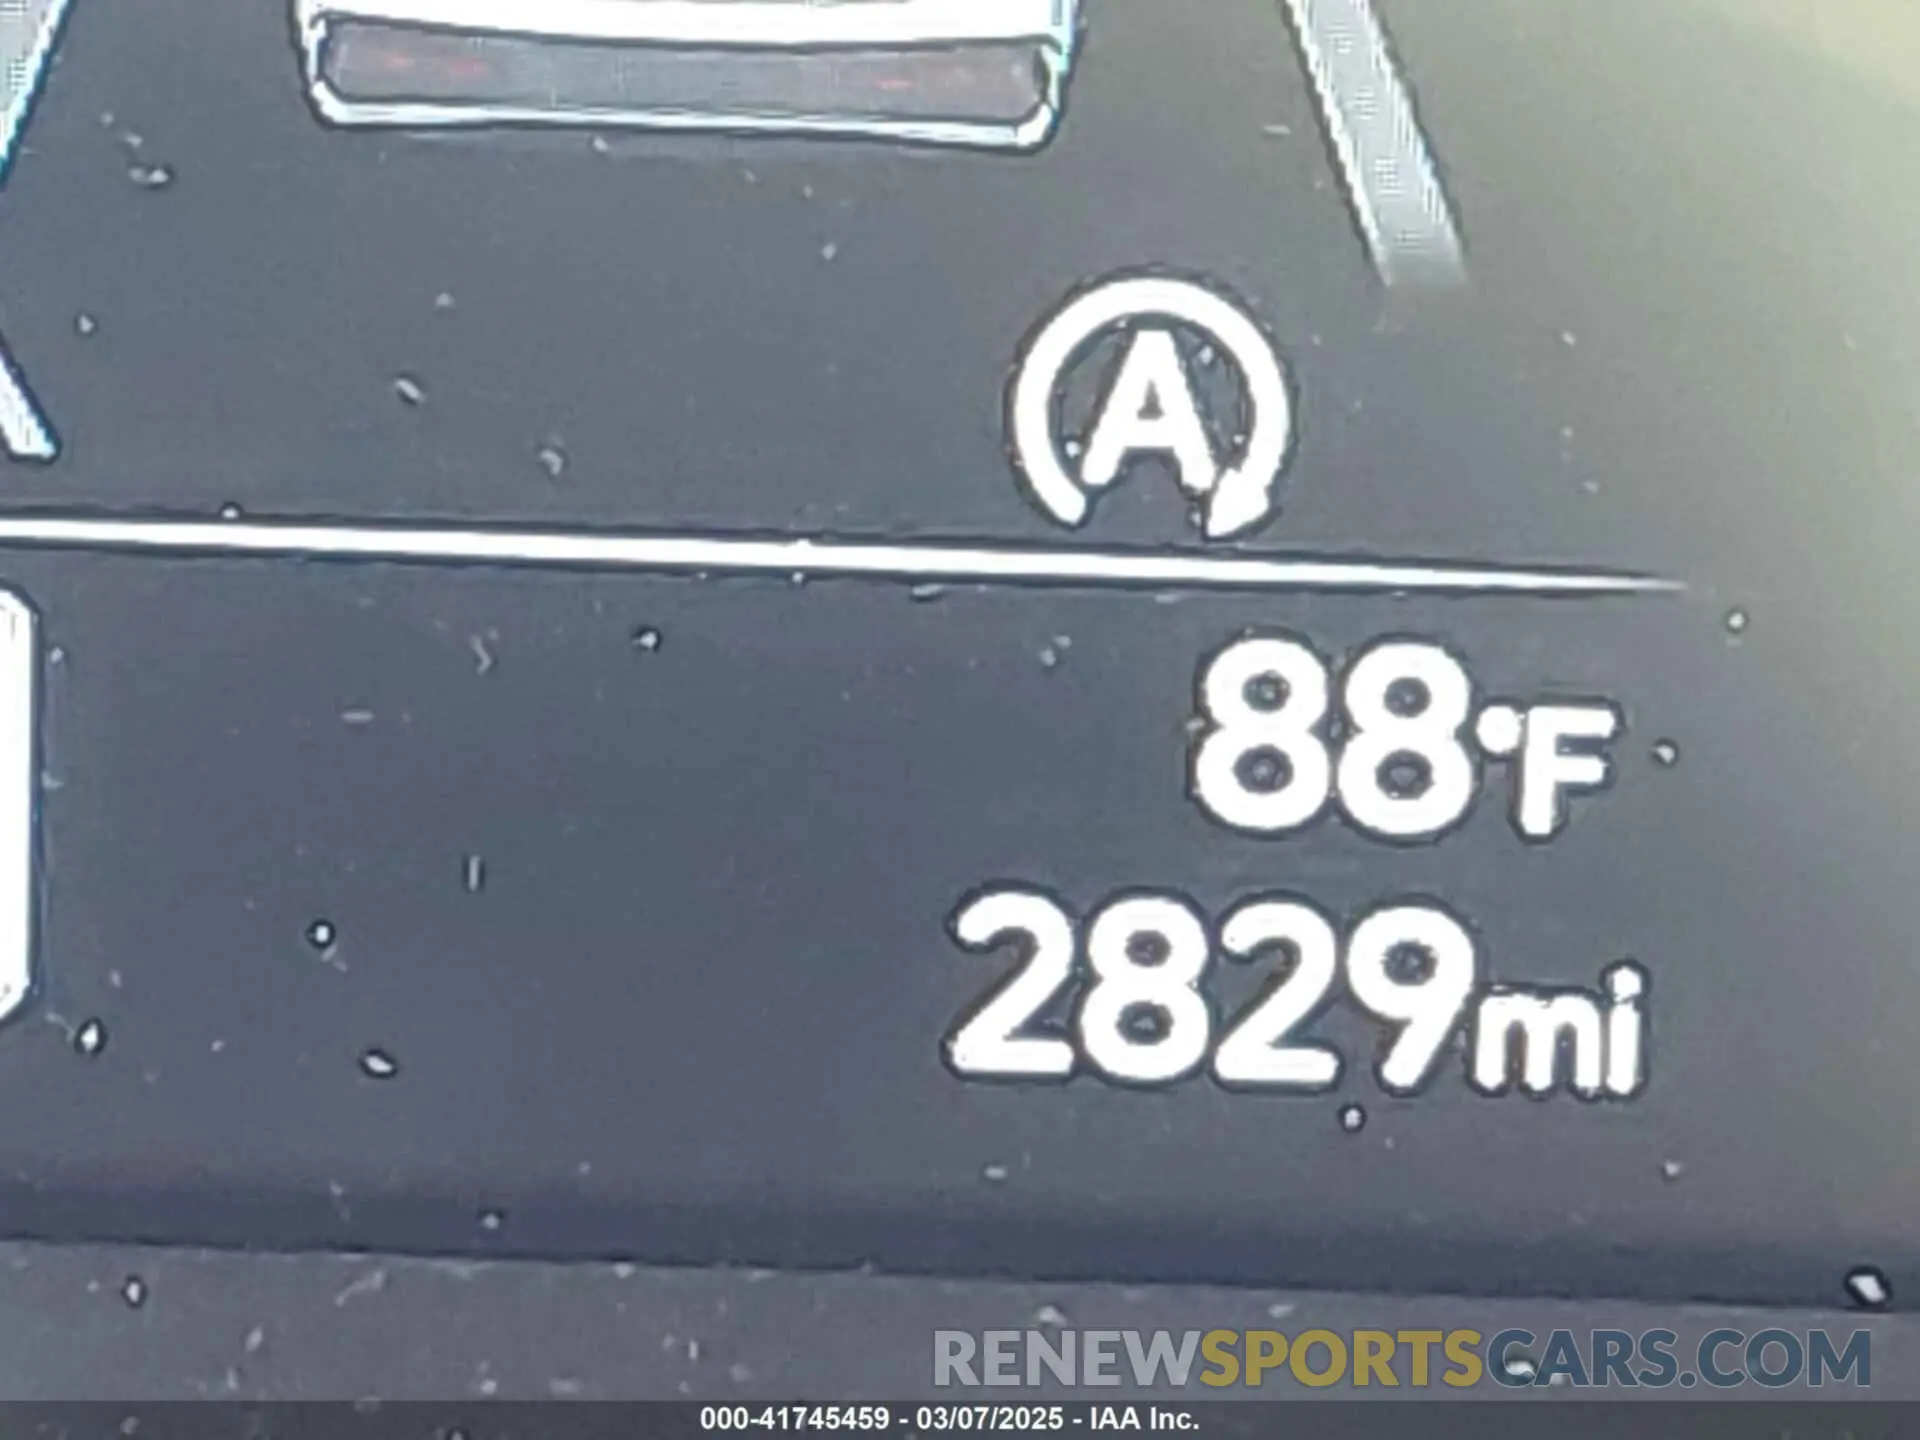 A
88°F
2829mi
RENEWSPORTSCARS.COM
000-41745459 - 03/07/2025 - IAA Inc.